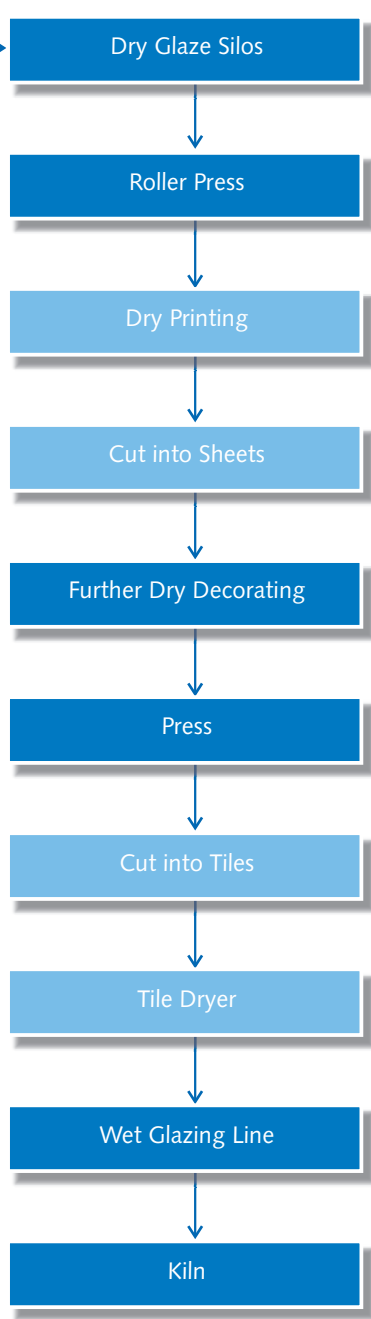 Dry Glaze Silos
Roller Press
Dry Printing
Cut into Sheets
Further Dry Decorating
Press
Cut into Tiles
Tile Dryer
Wet Glazing Line
Kiln